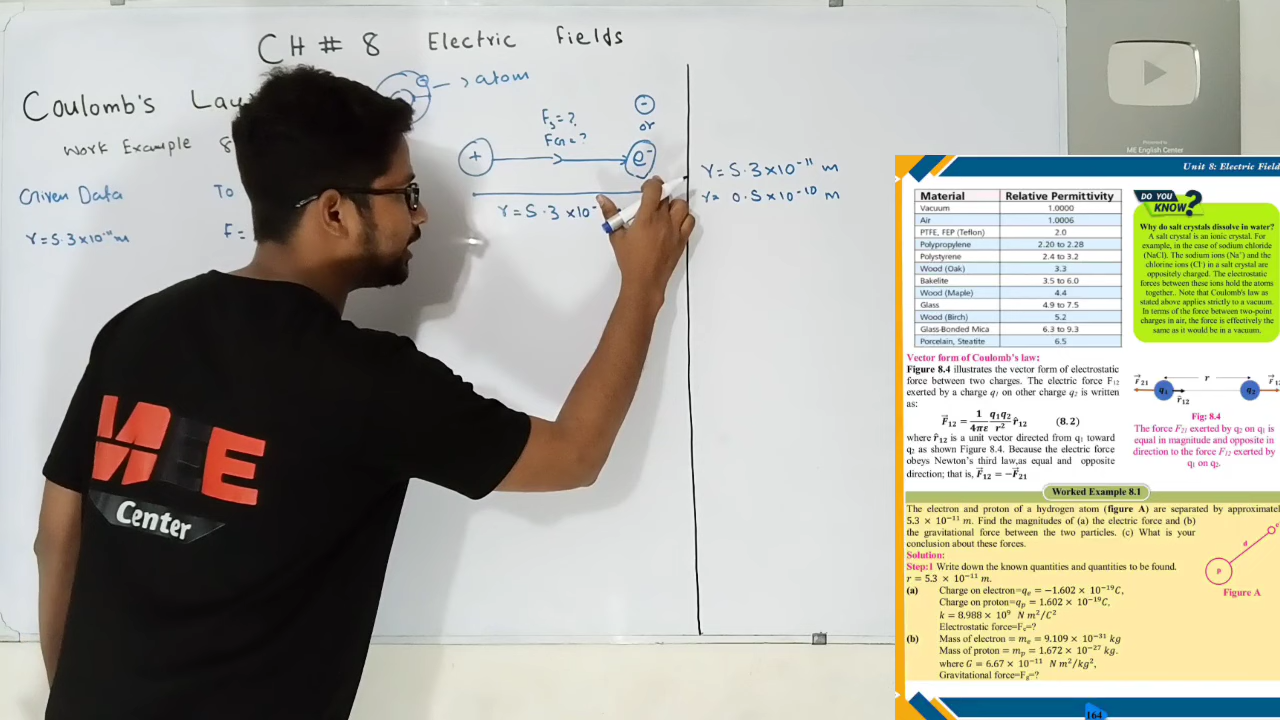 CH # 8 Electric fields
Coulomb's
→ atom
Work Example 8
Given Data
To
r = 5.3 × 10⁻¹¹ m
F =
F₅ = ?
FG = ?
+
-
or
e⁻
r = 5.3 × 10⁻
r = 5.3 × 10⁻¹¹ m
r = 0.5 × 10⁻¹⁰ m
MEE
Center
Presented to
ME English Center
Unit 8: Electric Field
Material Relative Permittivity
Vacuum 1.0000
Air 1.0006
PTFE, FEP (Teflon) 2.0
Polypropylene 2.20 to 2.28
Polystyrene 2.4 to 3.2
Wood (Oak) 3.3
Bakelite 3.5 to 6.0
Wood (Maple) 4.4
Glass 4.9 to 7.5
Wood (Birch) 5.2
Glass-Bonded Mica 6.3 to 9.3
Porcelain, Steatite 6.5
DO YOU
KNOW?
Why do salt crystals dissolve in water?
A salt crystal is an ionic crystal. For
example, in the case of sodium chloride
(NaCl). The sodium ions (Na⁺) and the
chlorine ions (Cl⁻) in a salt crystal are
oppositely charged. The electrostatic
forces between these ions hold the atoms
together.. Note that Coulomb's law as
stated above applies strictly to a vacuum.
In terms of the force between two-point
charges in air, the force is effectively the
same as it would be in a vacuum.
Vector form of Coulomb's law:
Figure 8.4 illustrates the vector form of electrostatic
force between two charges. The electric force F₁₂
exerted by a charge q₁ on other charge q₂ is written
as:
F⃗₁₂ = 1/4πε q₁q₂/r² r̂₁₂ (8.2)
where r̂₁₂ is a unit vector directed from q₁ toward
q₂ as shown Figure 8.4. Because the electric force
obeys Newton's third law,as equal and opposite
direction; that is, F⃗₁₂ = −F⃗₂₁
F⃗₂₁ r F⃗₁₂
q₁ q₂
r̂₁₂
Fig: 8.4
The force F₂₁ exerted by q₂ on q₁ is
equal in magnitude and opposite in
direction to the force F₁₂ exerted by
q₁ on q₂.
Worked Example 8.1
The electron and proton of a hydrogen atom (figure A) are separated by approximatel
5.3 × 10⁻¹¹ m. Find the magnitudes of (a) the electric force and (b)
the gravitational force between the two particles. (c) What is your
conclusion about these forces.
Solution:
Step:1 Write down the known quantities and quantities to be found.
r = 5.3 × 10⁻¹¹ m.
(a) Charge on electron=qₑ = −1.602 × 10⁻¹⁹C,
Charge on proton=qₚ = 1.602 × 10⁻¹⁹C,
k = 8.988 × 10⁹ N m²/C²
Electrostatic force=Fₑ=?
(b) Mass of electron = mₑ = 9.109 × 10⁻³¹ kg
Mass of proton = mₚ = 1.672 × 10⁻²⁷ kg.
where G = 6.67 × 10⁻¹¹ N m²/kg²,
Gravitational force=F_g=?
e
d
P
Figure A
164